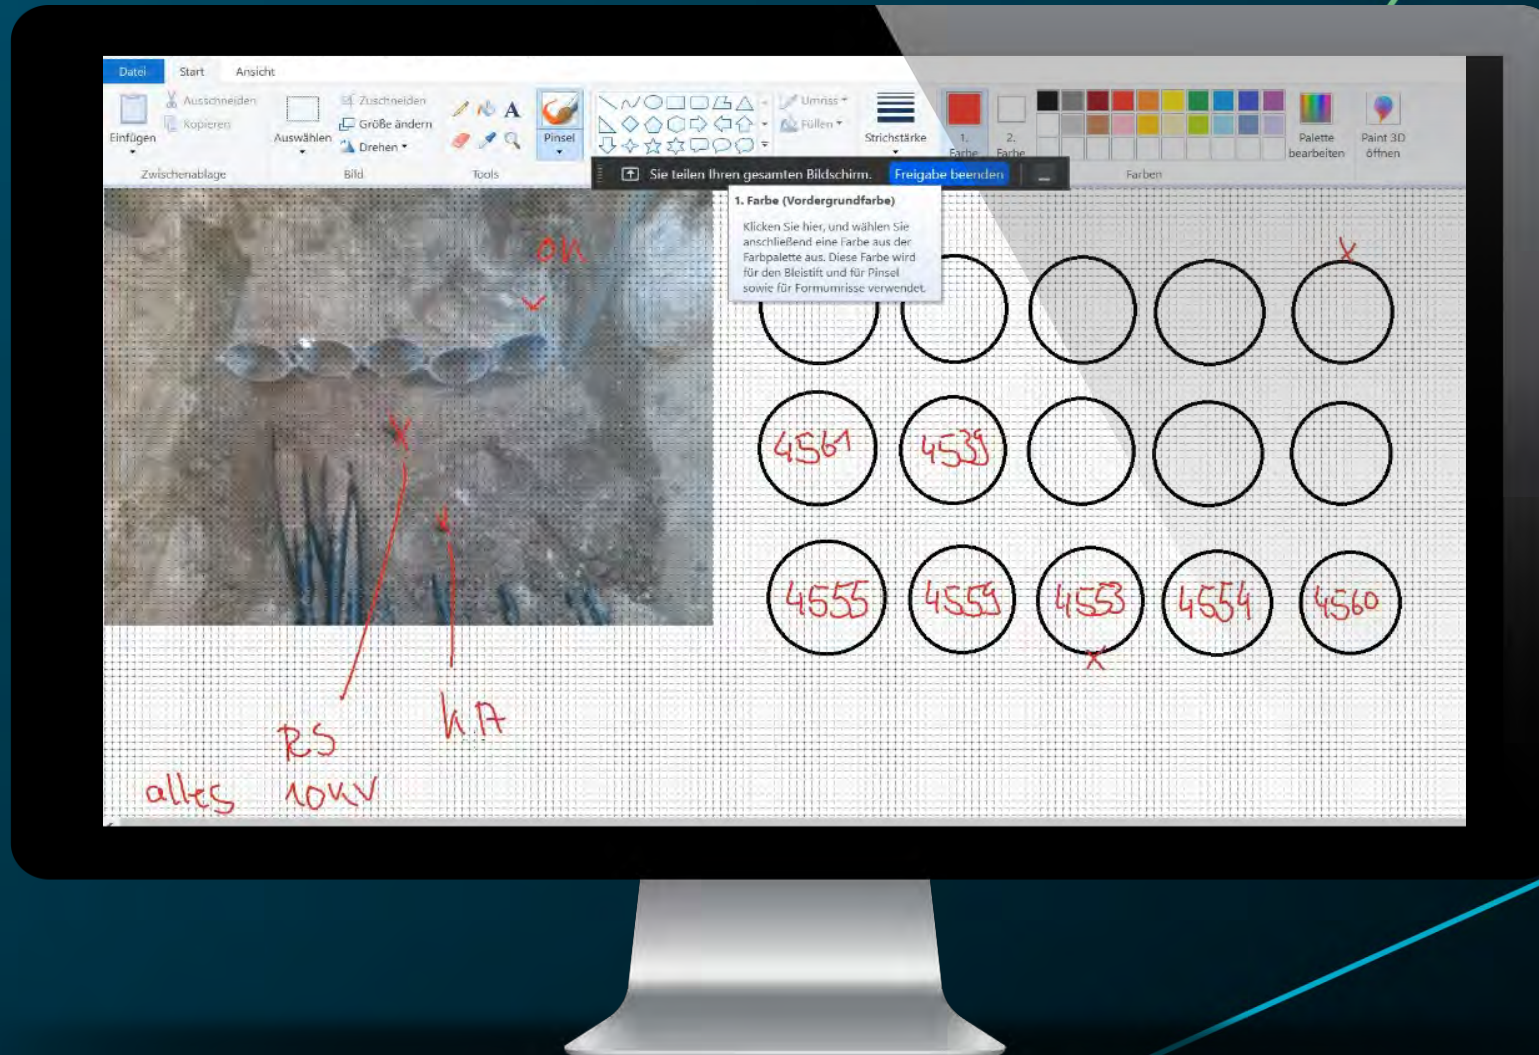 Datei Start Ansicht
Ausschneiden
Kopieren
Einfügen
Zwischenablage
Auswählen
Zuschneiden
Größe ändern
Drehen
Bild
A
Tools
Pinsel
Umriss
Füllen
Strichstärke
1. Farbe
2. Farbe
Palette bearbeiten
Paint 3D öffnen
Farben
Sie teilen Ihren gesamten Bildschirm. Freigabe beenden
1. Farbe (Vordergrundfarbe)
Klicken Sie hier, und wählen Sie
anschließend eine Farbe aus der
Farbpalette aus. Diese Farbe wird
für den Bleistift und für Pinsel
sowie für Formumrisse verwendet.
X
4561 4539
4555 4559 4553 4554 4560
X
X
RS
k.A
alles 10kV